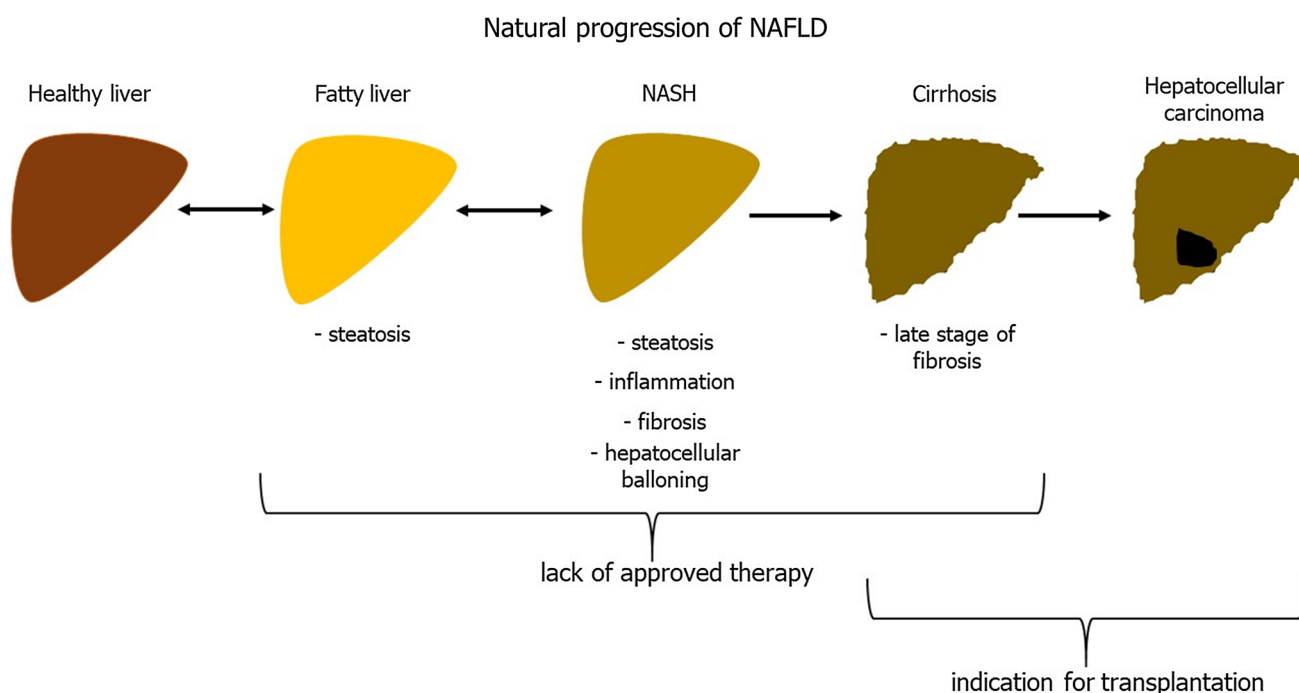 Natural progression of NAFLD
Healthy liver
Fatty liver
NASH
Cirrhosis
Hepatocellular
carcinoma
- steatosis
- steatosis
- inflammation
- fibrosis
- hepatocellular
balloning
- late stage of
fibrosis
lack of approved therapy
indication for transplantation